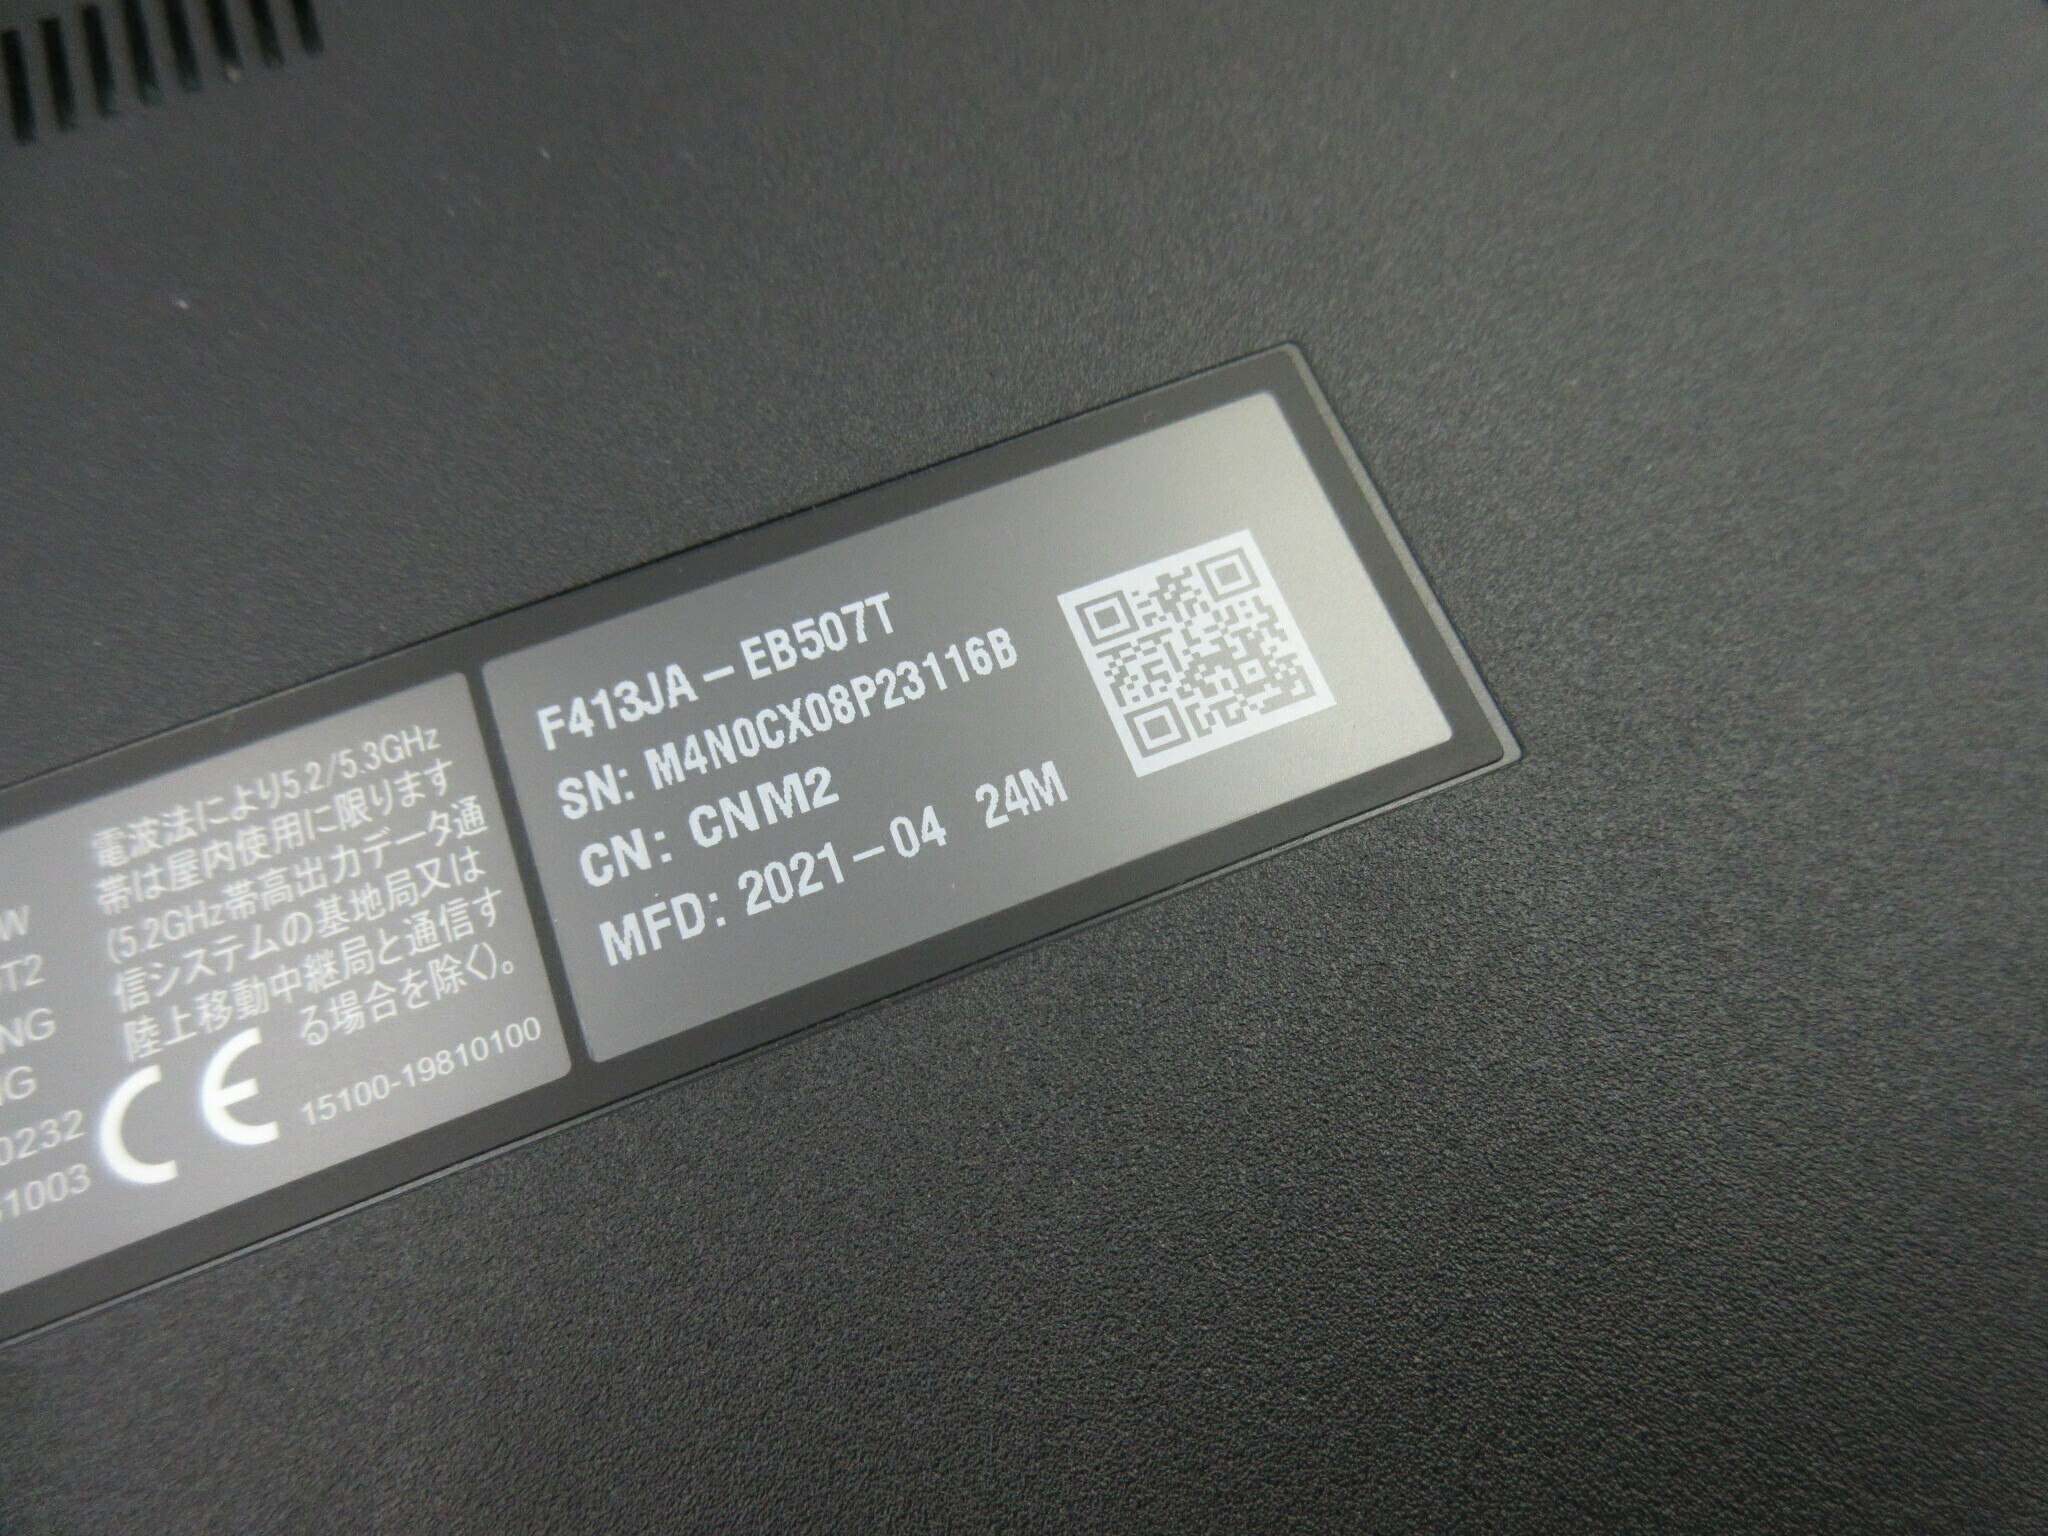 F413JA-EB507T
SN: M4N0CX08P23116B
CN: CNM2
MFD: 2021-04 24M
電波法により5.2/5.3GHz
帯は屋内使用に限ります
(5.2GHz帯高出力データ通
信システムの基地局又は
陸上移動中継局と通信す
る場合を除く)。
CE
15100-19810100
W
T2
NG
IG
0232
1003